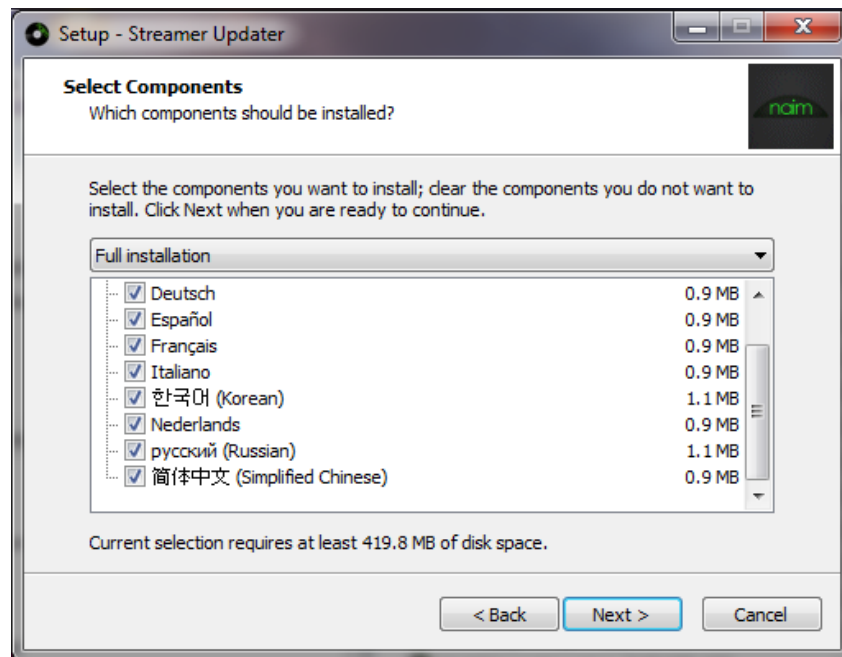 Setup - Streamer Updater
Select Components
Which components should be installed?
naim
Select the components you want to install; clear the components you do not want to
install. Click Next when you are ready to continue.
Full installation
Deutsch 0.9 MB
Español 0.9 MB
Français 0.9 MB
Italiano 0.9 MB
한국어 (Korean) 1.1 MB
Nederlands 0.9 MB
русский (Russian) 1.1 MB
简体中文 (Simplified Chinese) 0.9 MB
Current selection requires at least 419.8 MB of disk space.
< Back Next > Cancel